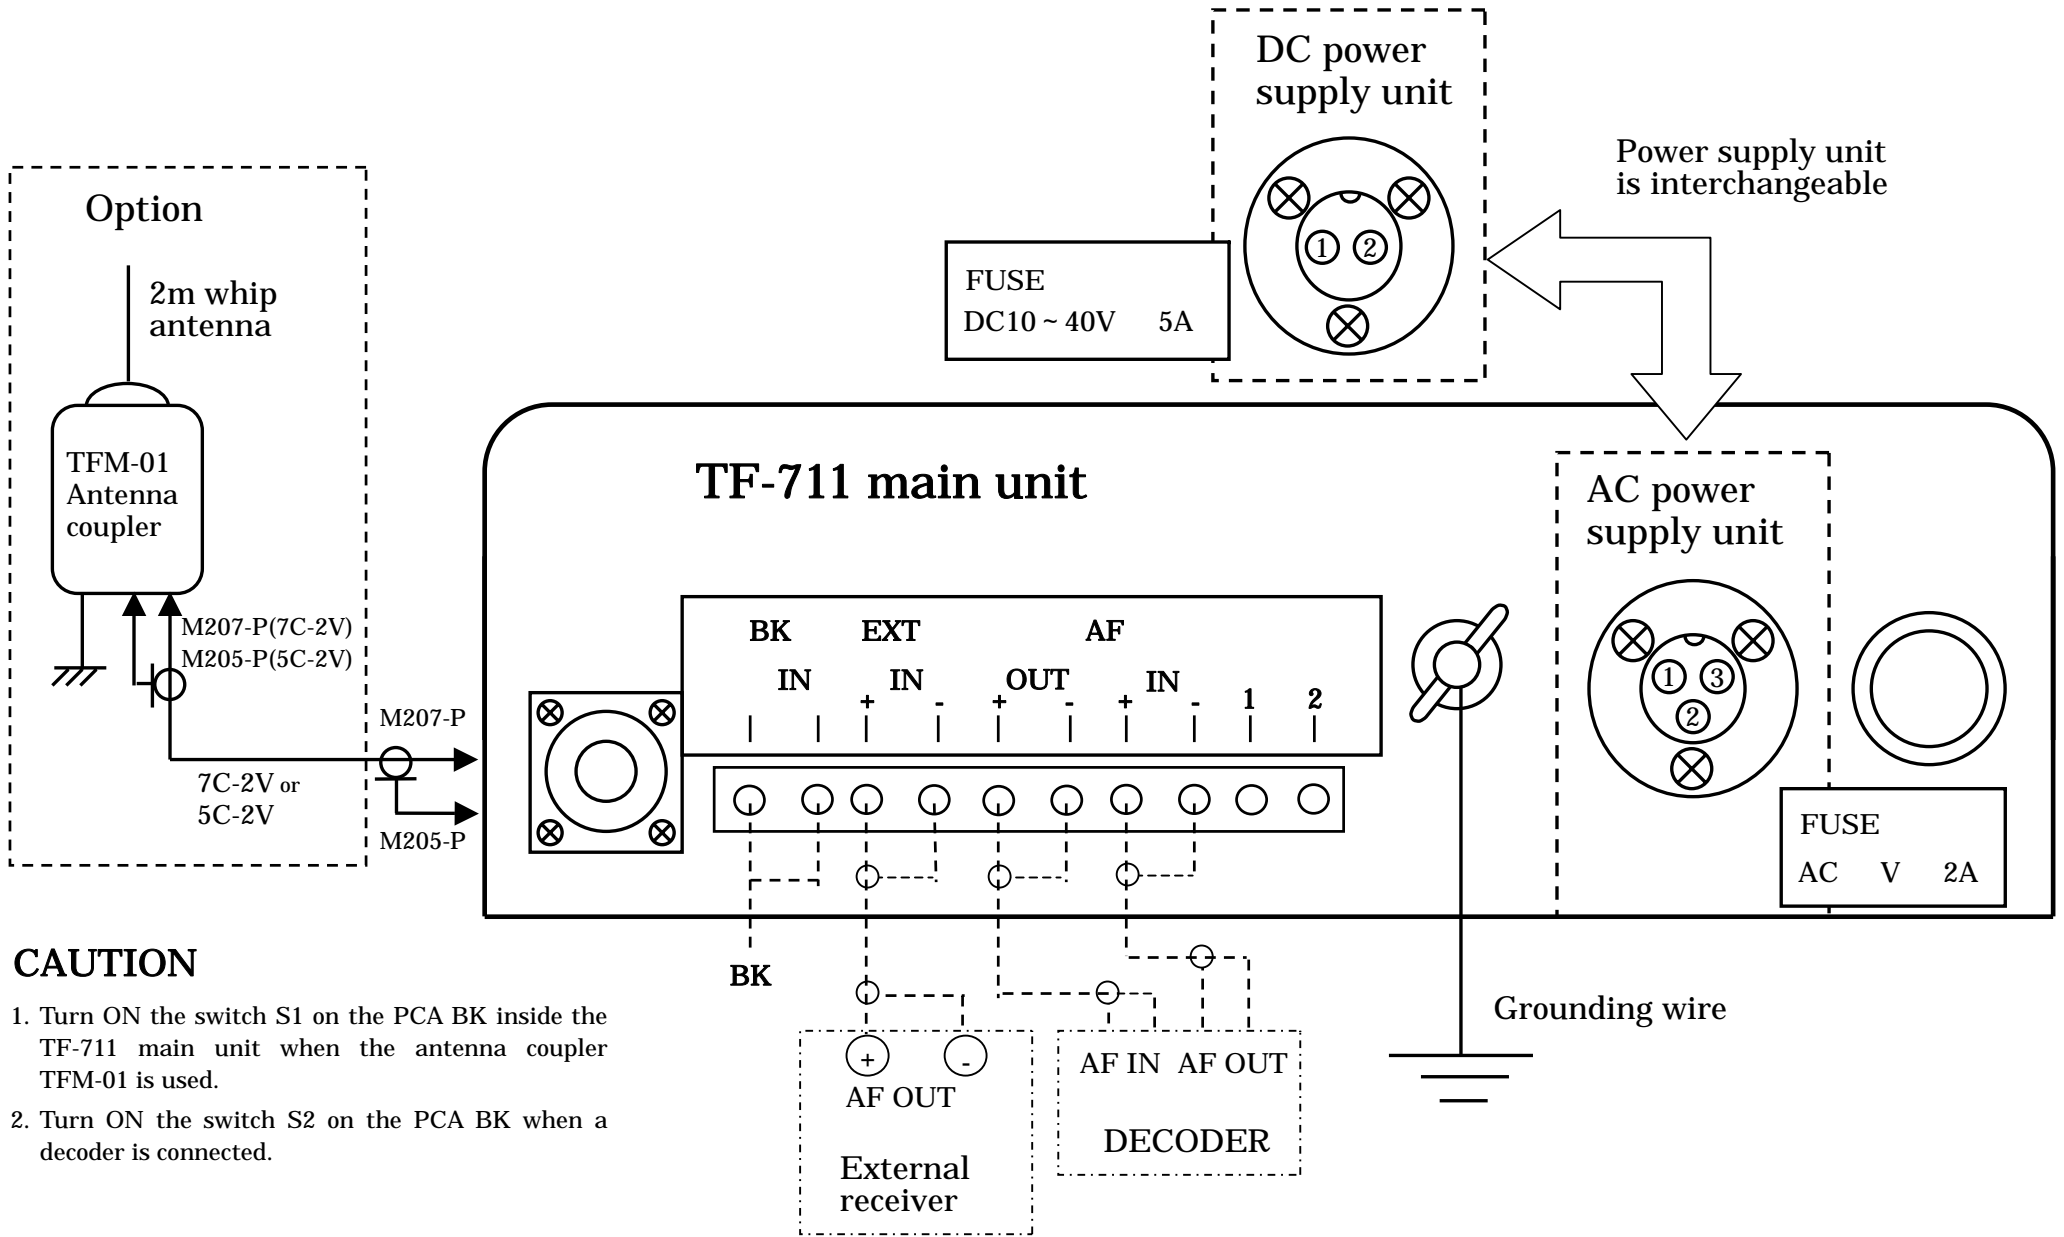 DC power
supply unit
1 2
FUSE
DC10 ~ 40V 5A
Power supply unit
is interchangeable
Option
2m whip
antenna
TFM-01
Antenna
coupler
M207-P(7C-2V)
M205-P(5C-2V)
M207-P
7C-2V or
5C-2V
M205-P
TF-711 main unit
BK EXT AF
IN IN OUT IN
+ - + - + - 1 2
AC power
supply unit
1 3
2
FUSE
AC V 2A
BK
Grounding wire
+ -
AF OUT
External
receiver
AF IN AF OUT
DECODER
CAUTION
1. Turn ON the switch S1 on the PCA BK inside the
TF-711 main unit when the antenna coupler
TFM-01 is used.
2. Turn ON the switch S2 on the PCA BK when a
decoder is connected.